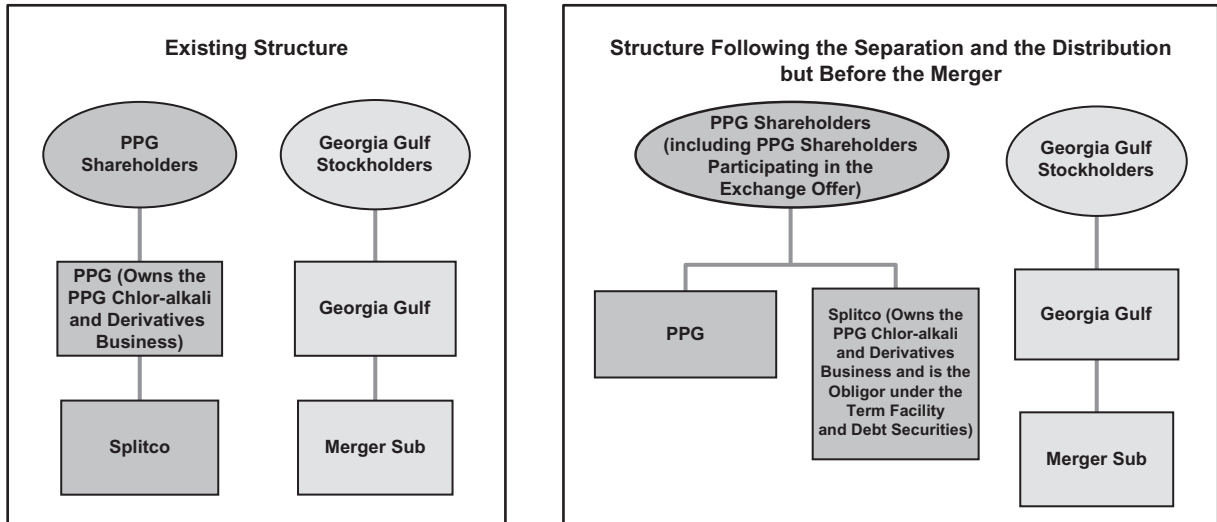 Existing Structure
PPG
Shareholders
Georgia Gulf
Stockholders
PPG (Owns the
PPG Chlor-alkali
and Derivatives
Business)
Georgia Gulf
Splitco
Merger Sub
Structure Following the Separation and the Distribution
but Before the Merger
PPG Shareholders
(including PPG Shareholders
Participating in the
Exchange Offer)
Georgia Gulf
Stockholders
PPG
Splitco (Owns the
PPG Chlor-alkali
and Derivatives
Business and is the
Obligor under the
Term Facility
and Debt Securities)
Georgia Gulf
Merger Sub